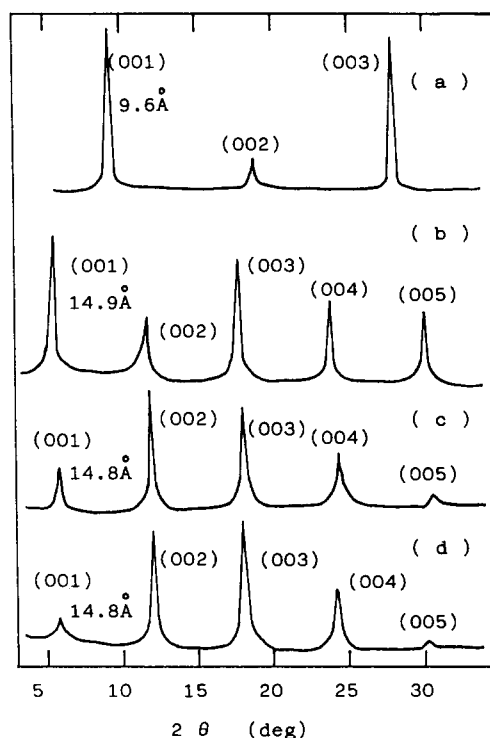 (001)
9.6Å
(002)
(003)
( a )
( b )
(001)
14.9Å
(002)
(003)
(004)
(005)
( c )
(001)
14.8Å
(002)
(003)
(004)
(005)
( d )
(001)
14.8Å
(002)
(003)
(004)
(005)
5 10 15 20 25 30
2 θ (deg)